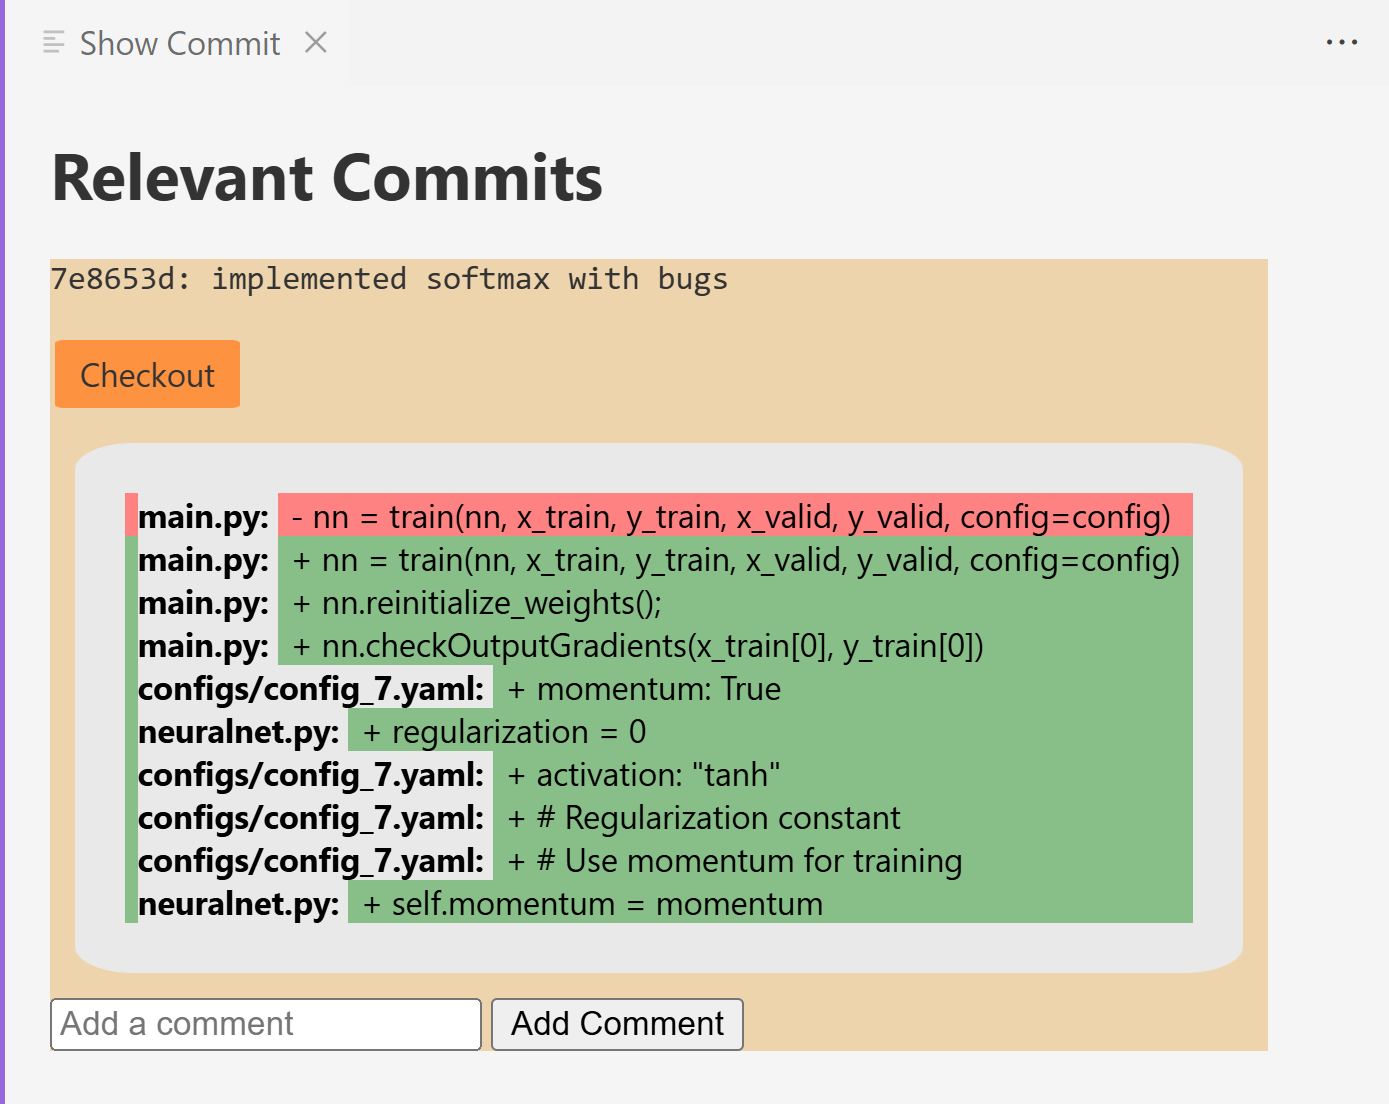 Show Commit
Relevant Commits
7e8653d: implemented softmax with bugs
Checkout
main.py: - nn = train(nn, x_train, y_train, x_valid, y_valid, config=config)
main.py: + nn = train(nn, x_train, y_train, x_valid, y_valid, config=config)
main.py: + nn.reinitialize_weights();
main.py: + nn.checkOutputGradients(x_train[0], y_train[0])
configs/config_7.yaml: + momentum: True
neuralnet.py: + regularization = 0
configs/config_7.yaml: + activation: "tanh"
configs/config_7.yaml: + # Regularization constant
configs/config_7.yaml: + # Use momentum for training
neuralnet.py: + self.momentum = momentum
Add a comment Add Comment